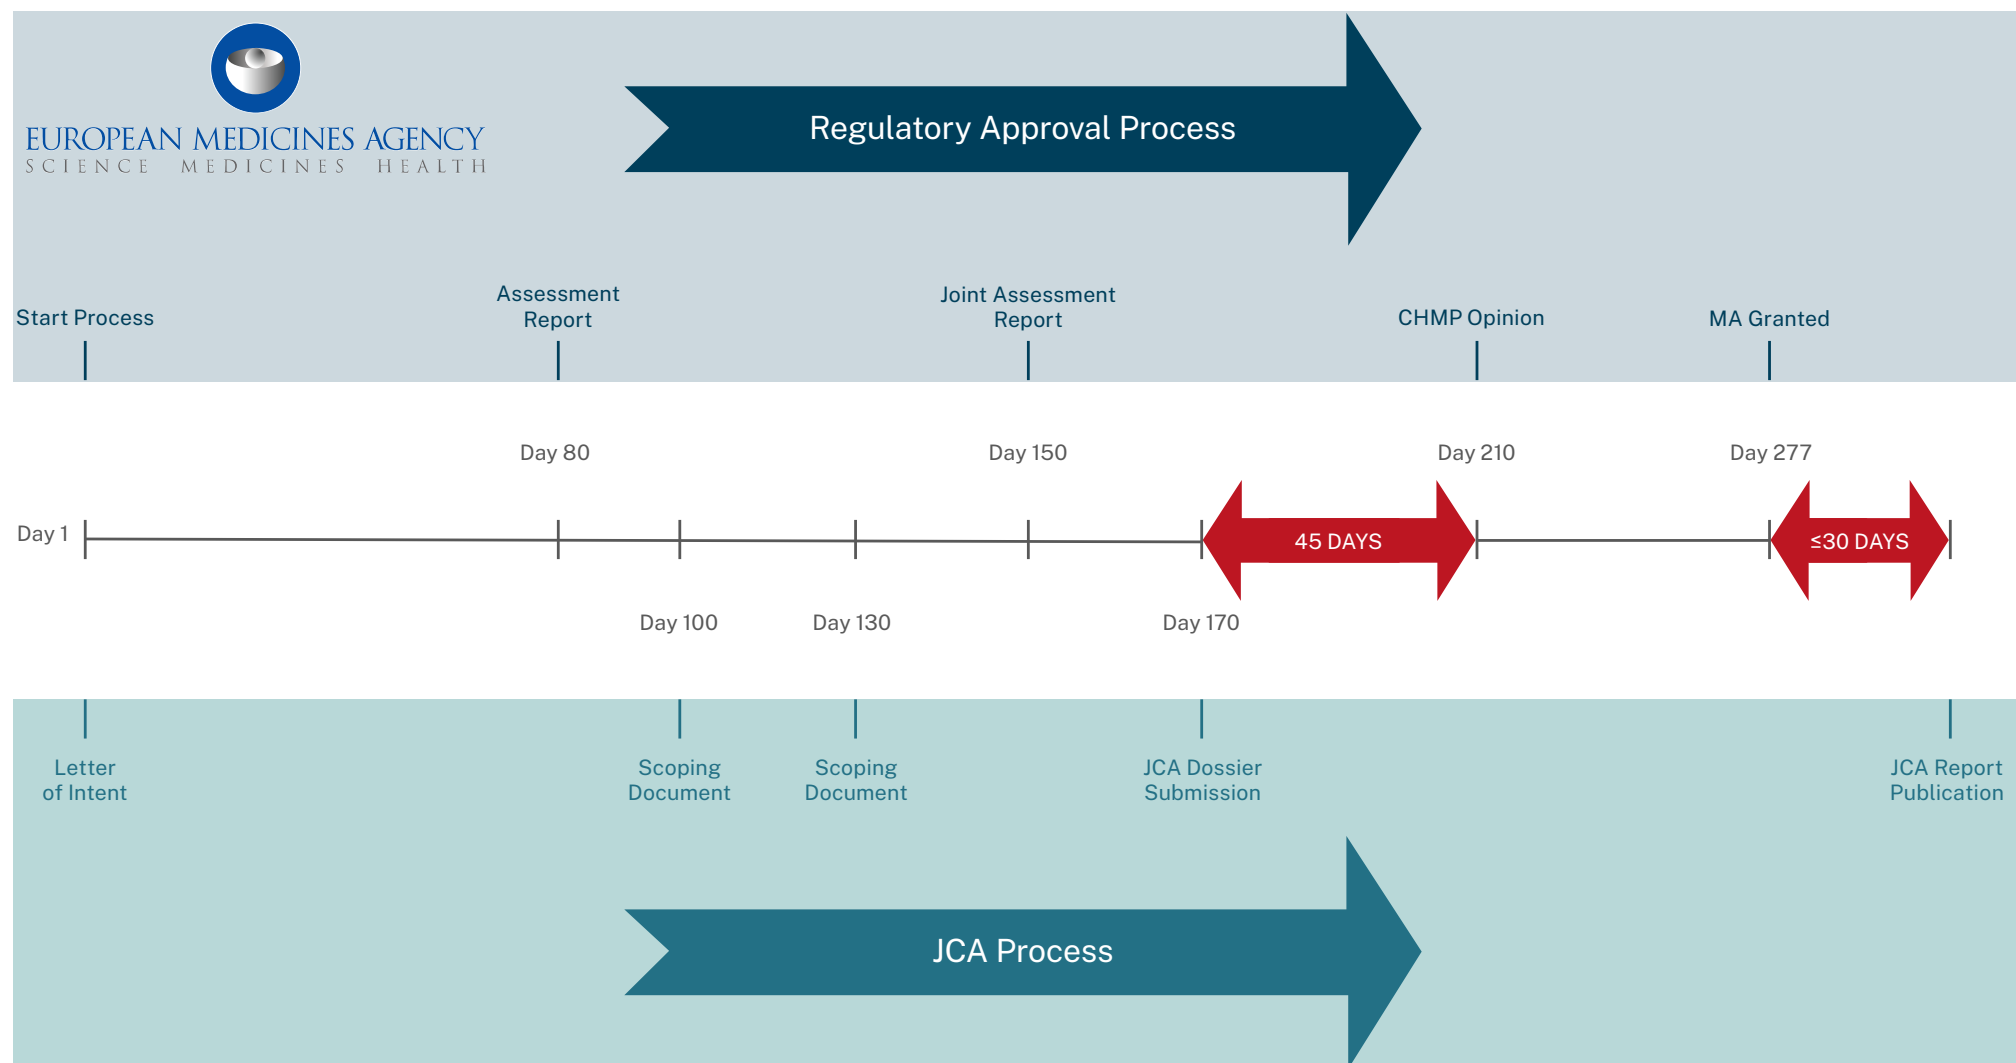 EUROPEAN MEDICINES AGENCY
SCIENCE MEDICINES HEALTH
Regulatory Approval Process
Start Process
Assessment
Report
Joint Assessment
Report
CHMP Opinion
MA Granted
Day 80
Day 150
Day 210
Day 277
Day 1
45 DAYS
≤30 DAYS
Day 100
Day 130
Day 170
Letter
of Intent
Scoping
Document
Scoping
Document
JCA Dossier
Submission
JCA Report
Publication
JCA Process